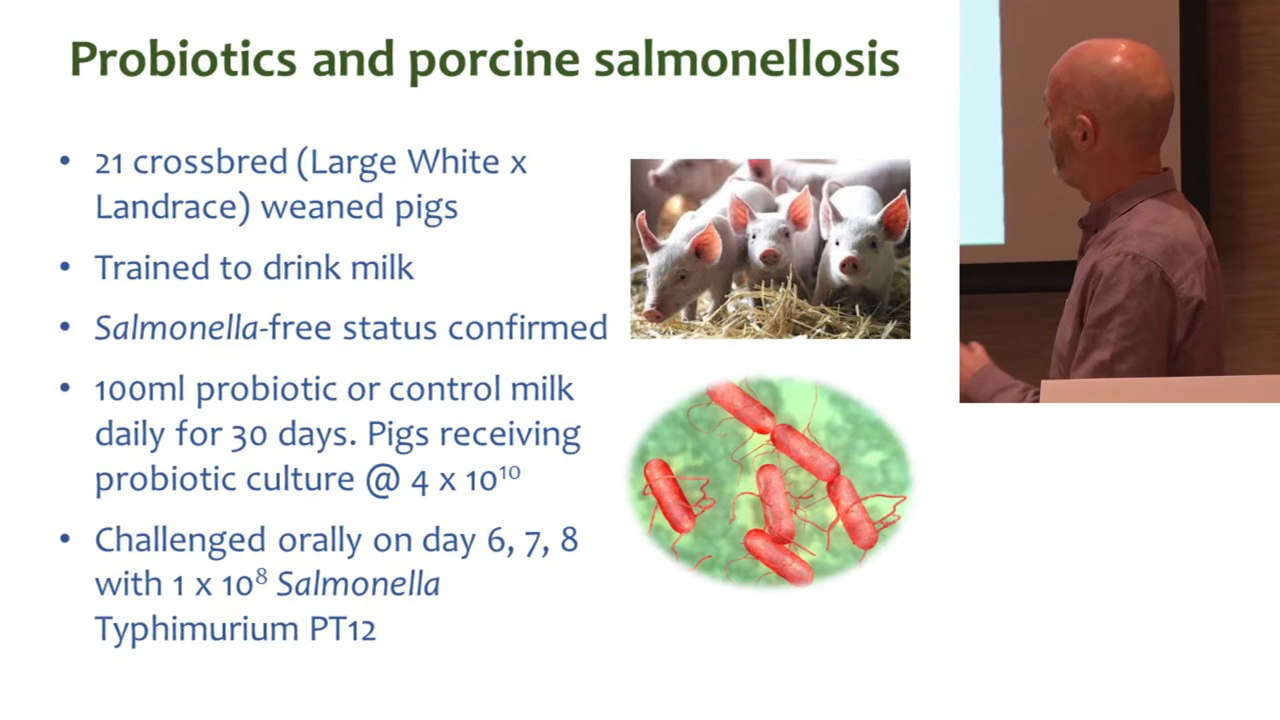 Probiotics and porcine salmonellosis
• 21 crossbred (Large White x
Landrace) weaned pigs
• Trained to drink milk
• Salmonella-free status confirmed
• 100ml probiotic or control milk
daily for 30 days. Pigs receiving
probiotic culture @ 4 x 10¹⁰
• Challenged orally on day 6, 7, 8
with 1 x 10⁸ Salmonella
Typhimurium PT12